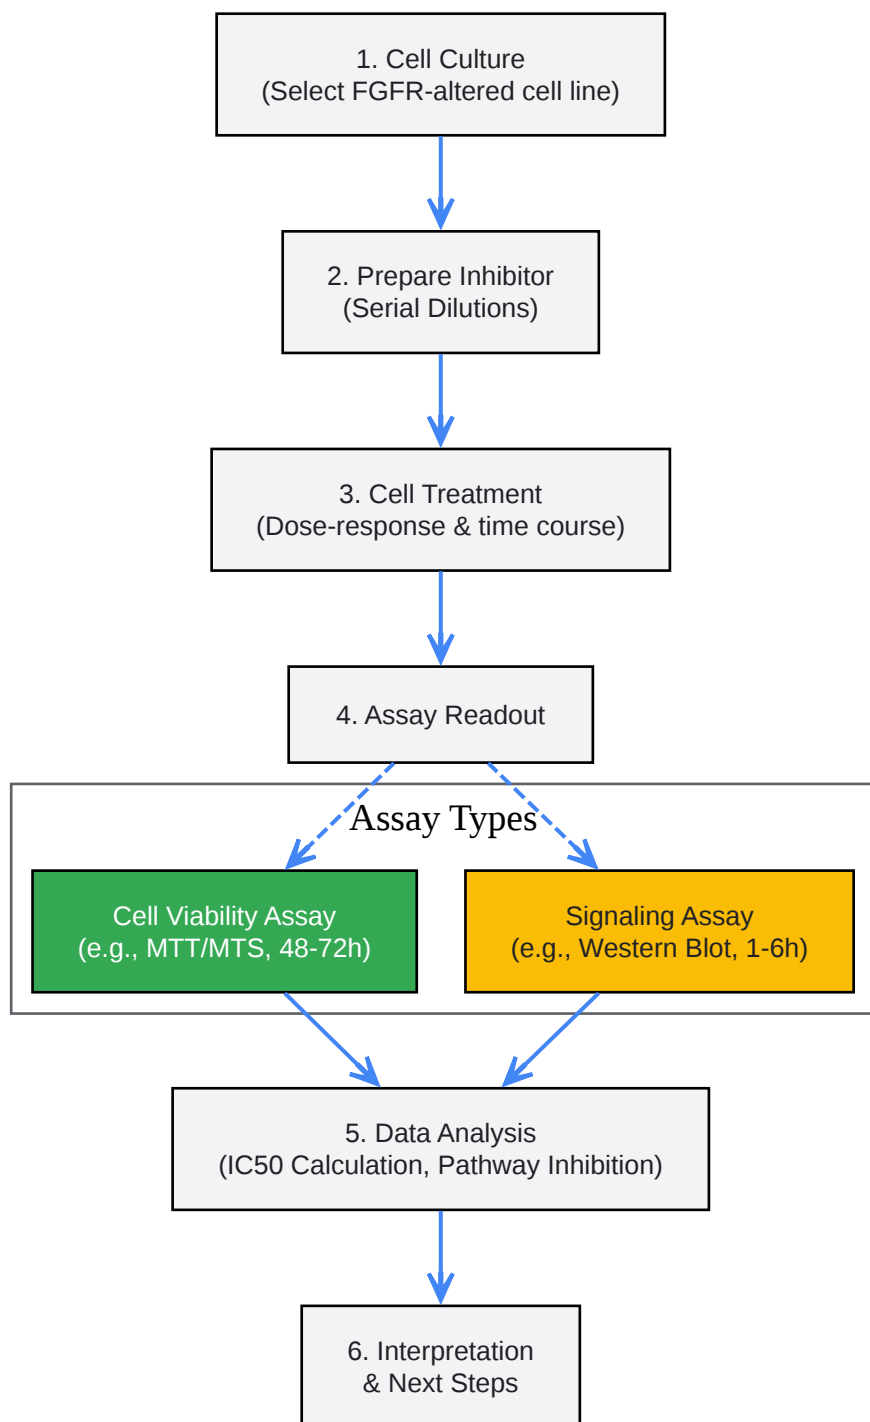 1. Cell Culture
(Select FGFR-altered cell line)
2. Prepare Inhibitor
(Serial Dilutions)
3. Cell Treatment
(Dose-response & time course)
4. Assay Readout
Assay Types
Cell Viability Assay
(e.g., MTT/MTS, 48-72h)
Signaling Assay
(e.g., Western Blot, 1-6h)
5. Data Analysis
(IC50 Calculation, Pathway Inhibition)
6. Interpretation
& Next Steps